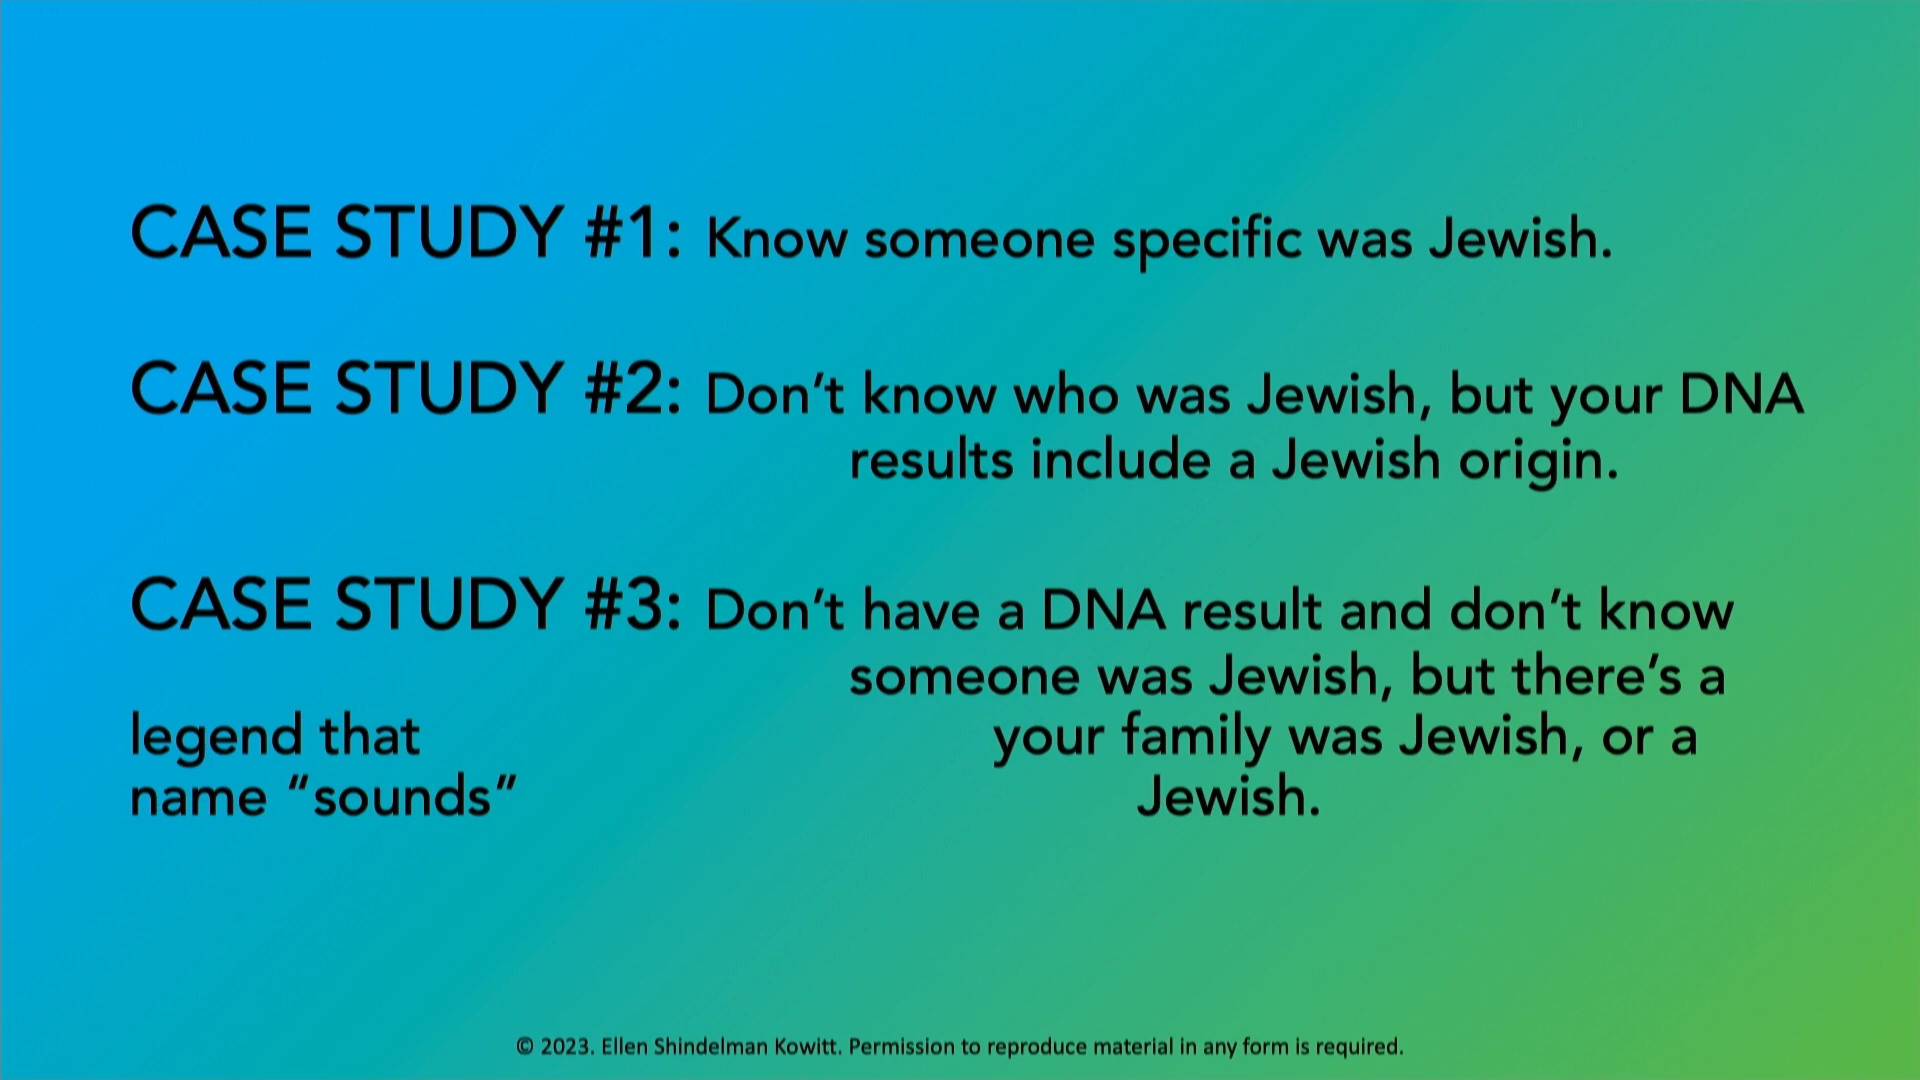 CASE STUDY #1: Know someone specific was Jewish.
CASE STUDY #2: Don’t know who was Jewish, but your DNA
results include a Jewish origin.
CASE STUDY #3: Don’t have a DNA result and don’t know
someone was Jewish, but there’s a
legend that your family was Jewish, or a
name “sounds” Jewish.
© 2023. Ellen Shindelman Kowitt. Permission to reproduce material in any form is required.